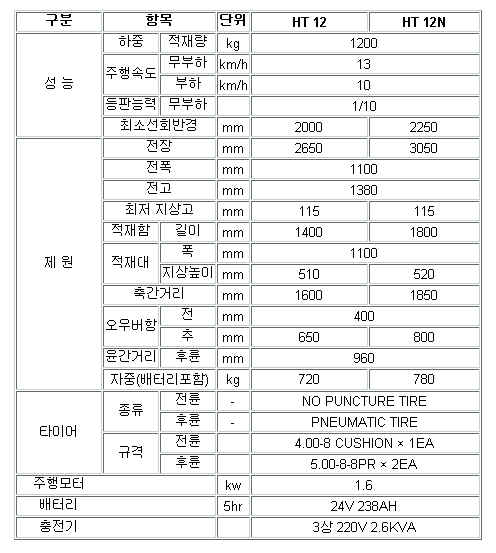 구분 항목 단위 HT 12 HT 12N
성 능 하중 적재량 kg 1200
주행속도 무부하 km/h 13
부하 km/h 10
등판능력 무부하 1/10
최소선회반경 mm 2000 2250
제 원 전장 mm 2650 3050
전폭 mm 1100
전고 mm 1380
최저 지상고 mm 115 115
적재함 길이 mm 1400 1800
적재대 폭 mm 1100
지상높이 mm 510 520
축간거리 mm 1600 1850
오우버항 전 mm 400
추 mm 650 800
윤간거리 후륜 mm 960
자중(배터리포함) kg 720 780
타이어 종류 전륜 - NO PUNCTURE TIRE
후륜 - PNEUMATIC TIRE
규격 전륜 4.00-8 CUSHION × 1EA
후륜 5.00-8-8PR × 2EA
주행모터 kw 1.6
배터리 5hr 24V 238AH
충전기 3상 220V 2.6KVA